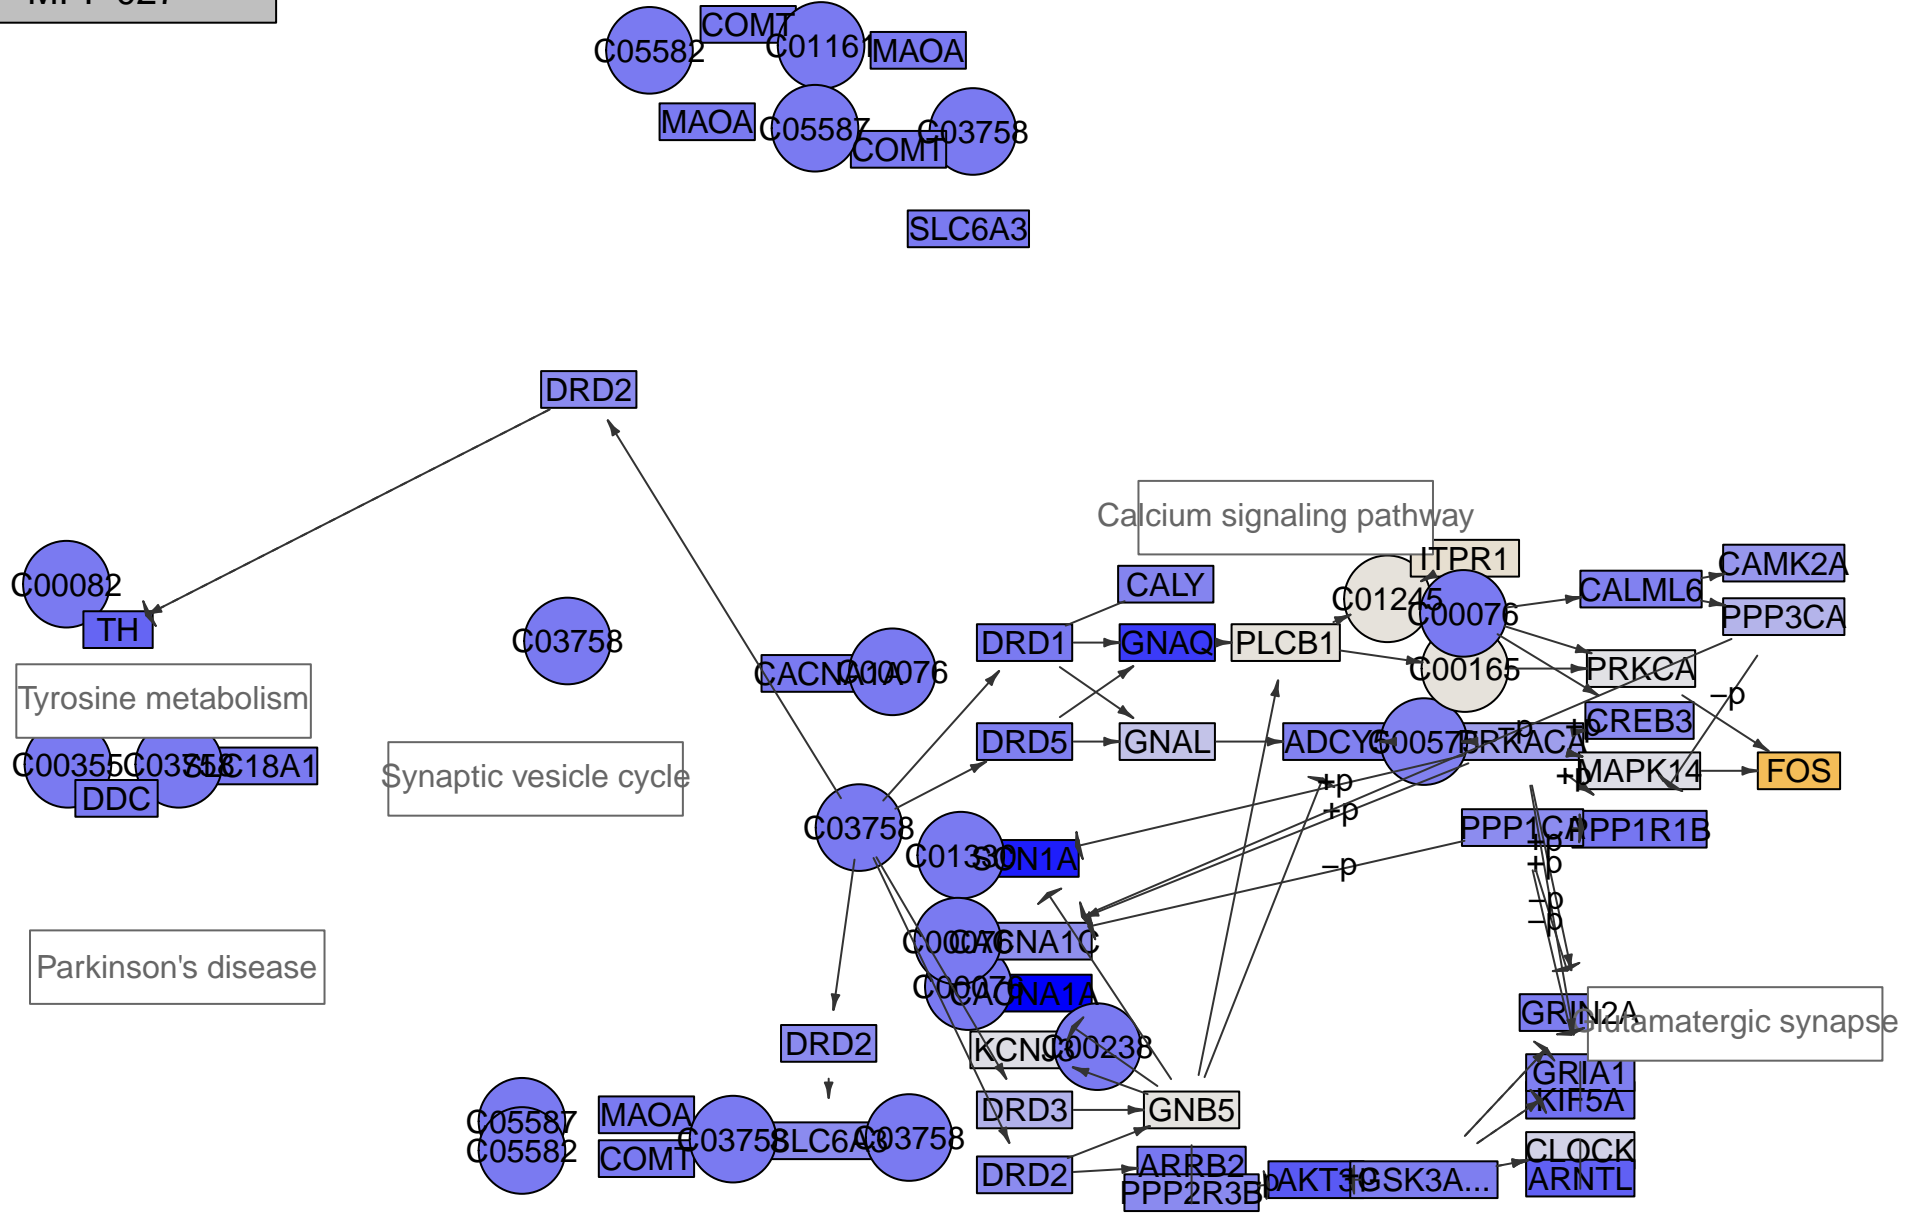 C05582
COMT
C01161
MAOA
MAOA
C05587
COMT
C03758
SLC6A3
DRD2
Calcium signaling pathway
ITPR1
CAMK2A
C00082
CALY
C01245
C00076
CALML6
PPP3CA
TH
C03758
DRD1
GNAQ
PLCB1
C00165
PRKCA
CACNA1A
C00076
Tyrosine metabolism
–p
CREB3
DRD5
GNAL
C00575
PRKACA
–p
+p
C00355
C03758
SLC18A1
DDC
Synaptic vesicle cycle
MAPK14
+p
FOS
+p
+p
C03758
PPP1CA
PPP1R1B
C01330
SCN1A
–p
+p
+p
–p
–p
C00076
CACNA1C
Parkinson's disease
C00076
CACNA1A
GRIN2A
Glutamatergic synapse
DRD2
KCNJ3
C00238
GRIA1
KIF5A
C05587
MAOA
DRD3
GNB5
C05582
COMT
C03758
SLC6A3
C03758
CLOCK
DRD2
ARRB2
ARNTL
PPP2R3B
AKT3
+p
GSK3A...